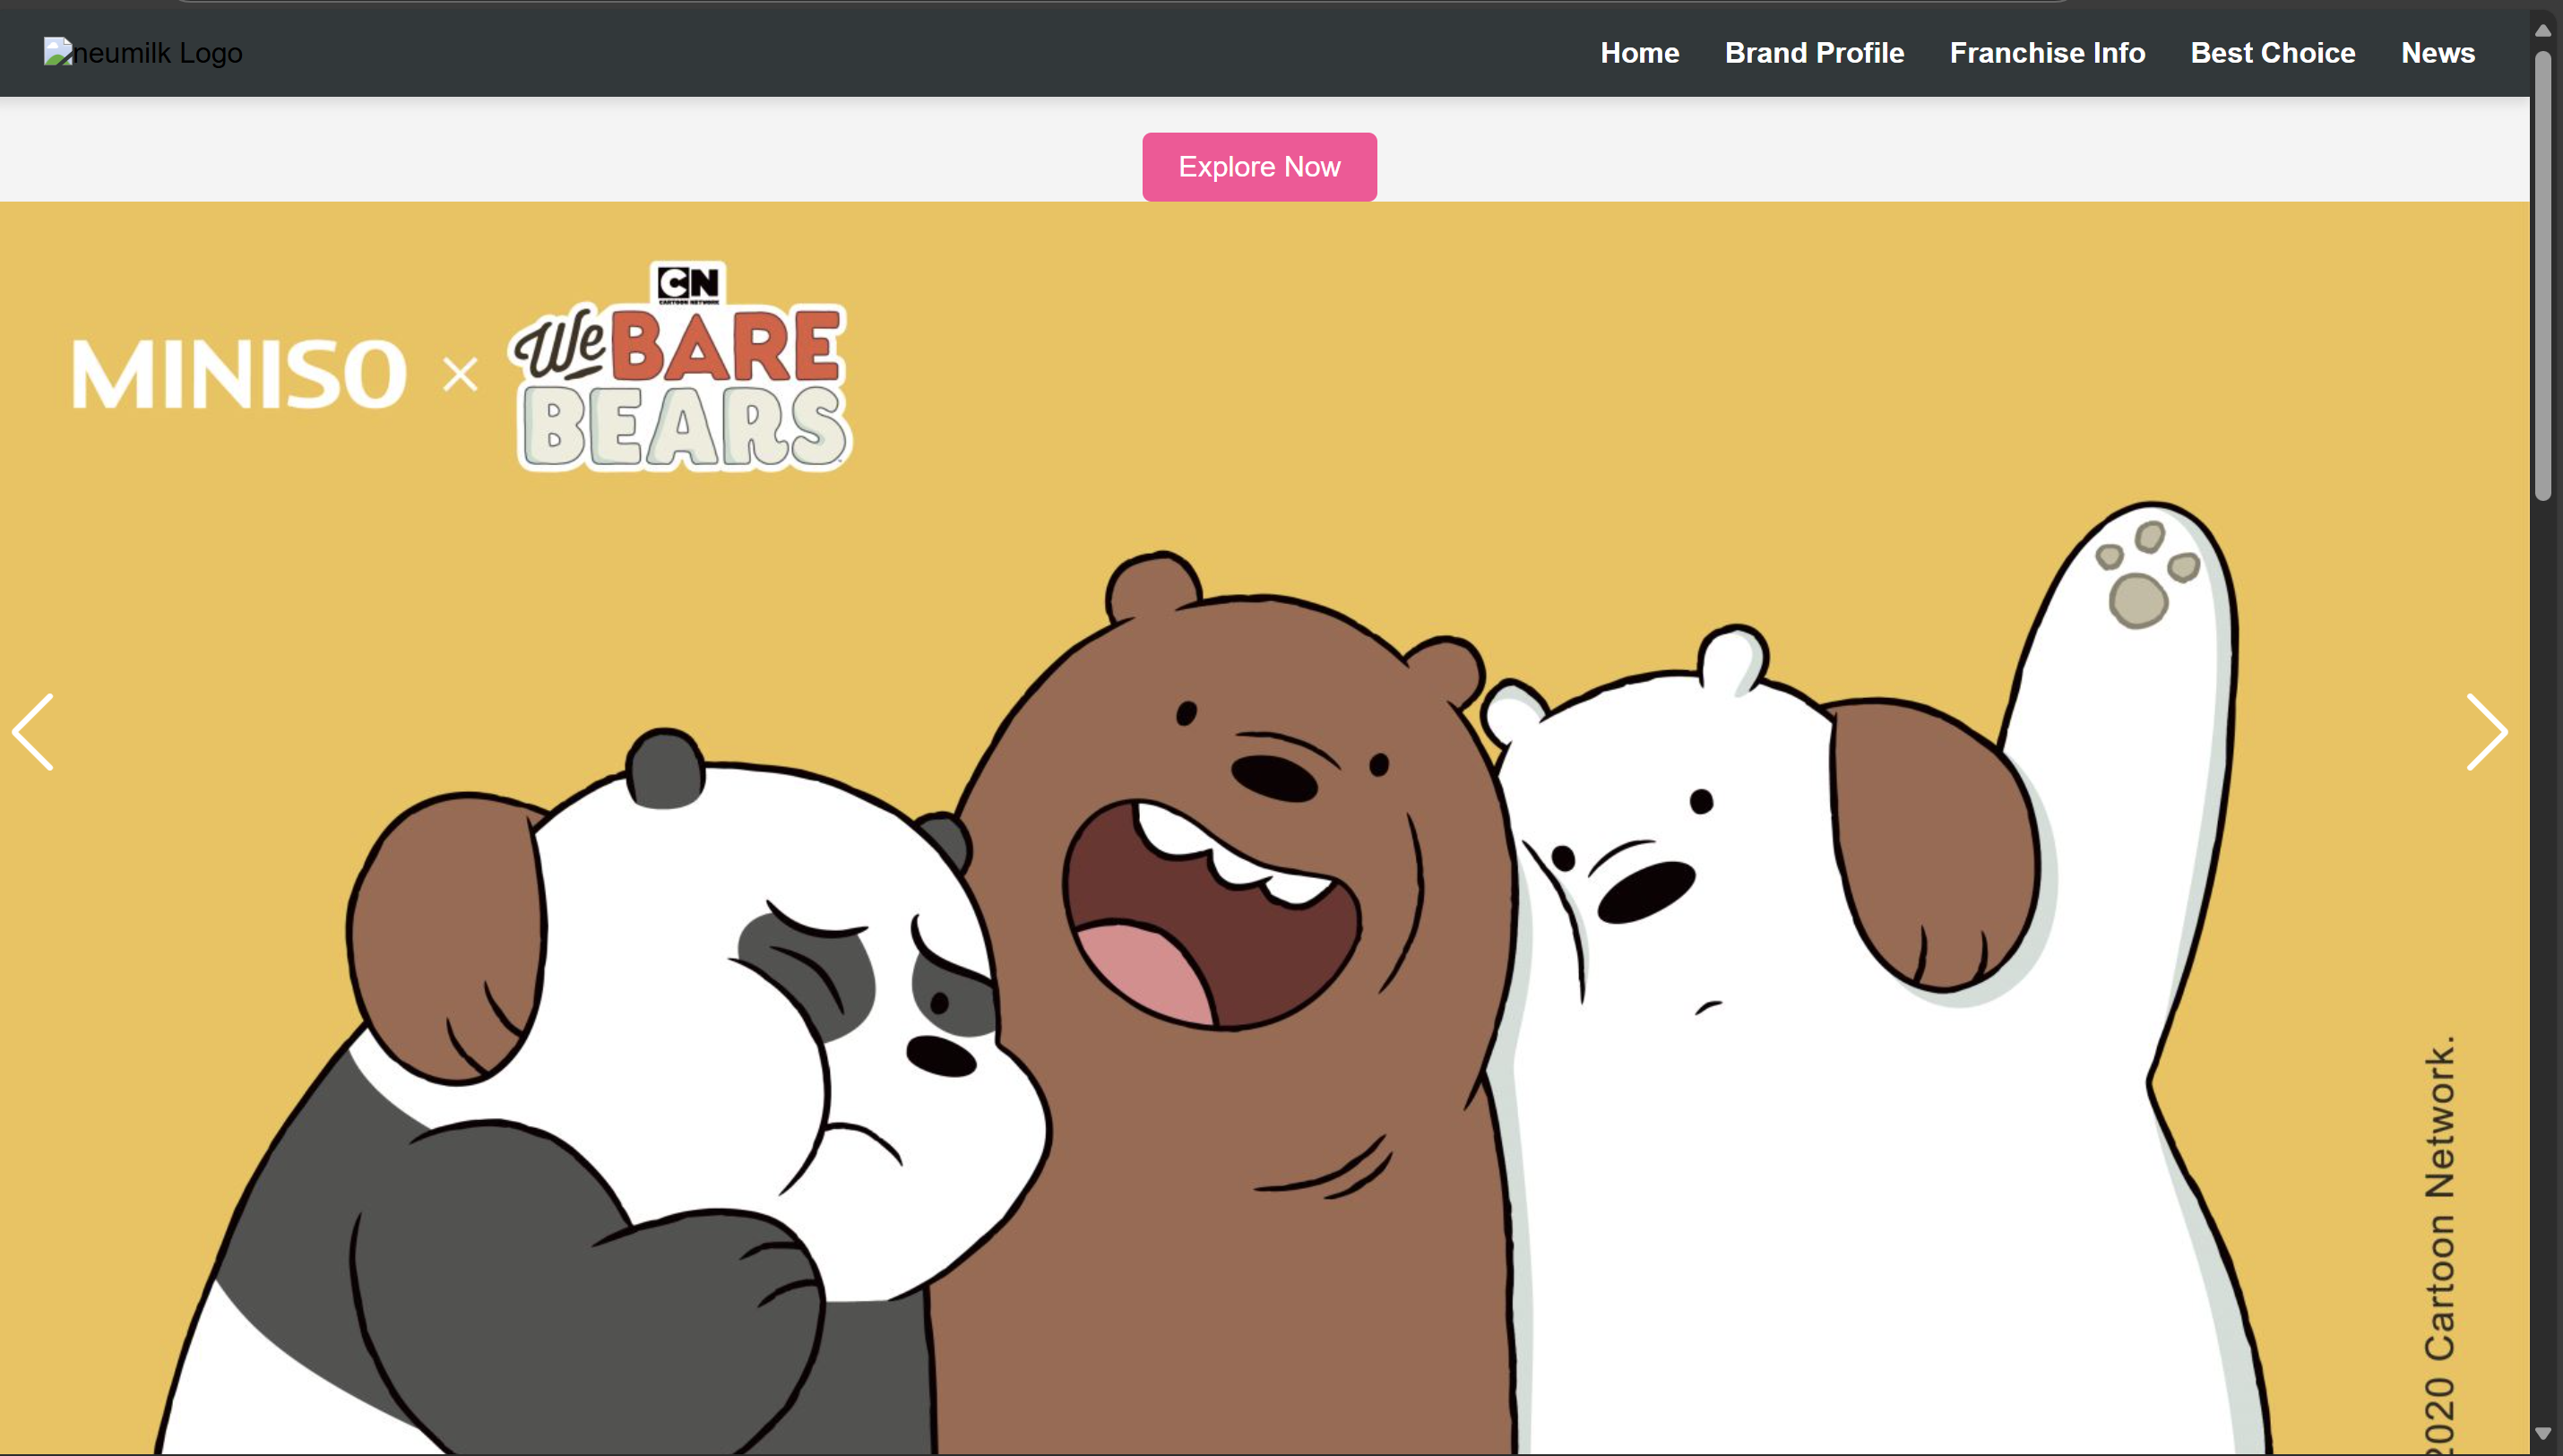 neumilk Logo
Home Brand Profile Franchise Info Best Choice News
Explore Now
CN
CARTOON NETWORK
MINISO × We BARE
BEARS
2020 Cartoon Network.